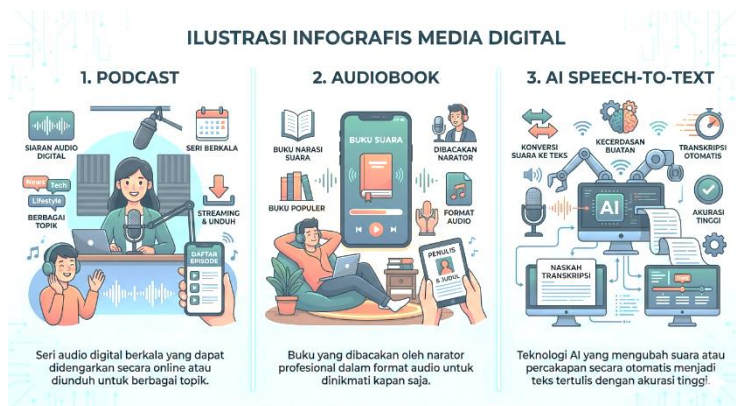 ILUSTRASI INFOGRAFIS MEDIA DIGITAL
1. PODCAST
SIARAN AUDIO
DIGITAL
SERI BERKALA
News
Tech
Lifestyle
BERBAGAI
TOPIK
STREAMING
& UNDUH
DAFTAR
EPISODE
Seri audio digital berkala yang dapat
didengarkan secara online atau
diunduh untuk berbagai topik.
2. AUDIOBOOK
BUKU NARASI
SUARA
BUKU SUARA
DIBACAKAN
NARATOR
BUKU POPULER
FORMAT
AUDIO
PENULIS
& JUDUL
Buku yang dibacakan oleh narator
profesional dalam format audio untuk
dinikmati kapan saja.
3. AI SPEECH-TO-TEXT
KONVERSI
SUARA KE TEKS
KECERDASAN
BUATAN
TRANSKRIPSI
OTOMATIS
AI
AKURASI
TINGGI
NASKAH
TRANSKRIPSI
Teknologi AI yang mengubah suara atau
percakapan secara otomatis menjadi
teks tertulis dengan akurasi tinggi.